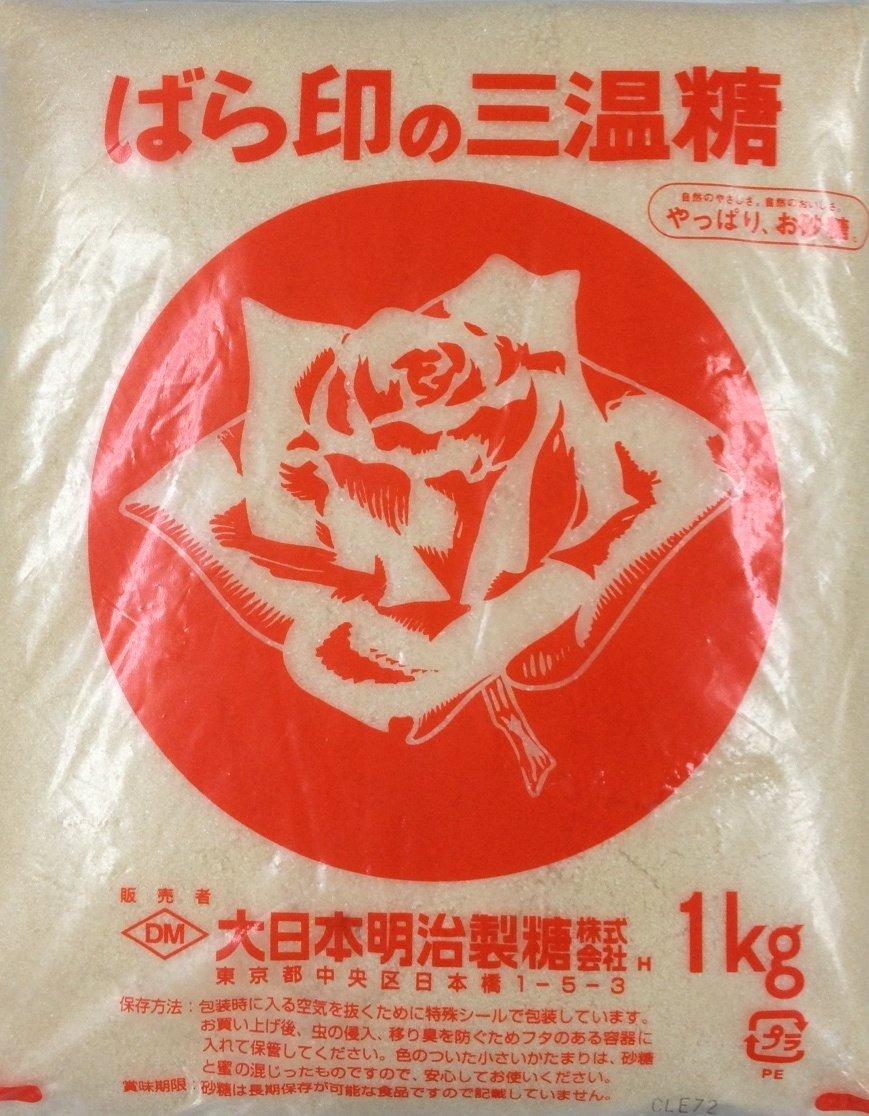 ばら印の三温糖
自然のやさしさ。自然のおいしさ。
やっぱり、お砂糖。
販売者
DM 大日本明治製糖株式会社 H
東京都中央区日本橋1-5-3
1kg
保存方法:包装時に入る空気を抜くために特殊シールで包装しています。
お買い上げ後、虫の侵入、移り臭を防ぐためフタのある容器に
入れて保管してください。色のついた小さいかたまりは、砂糖
と蜜の混じったものですので、安心してお使いください。
賞味期限:砂糖は長期保存が可能な食品ですので記載していません。
プラ
PE
CLE72